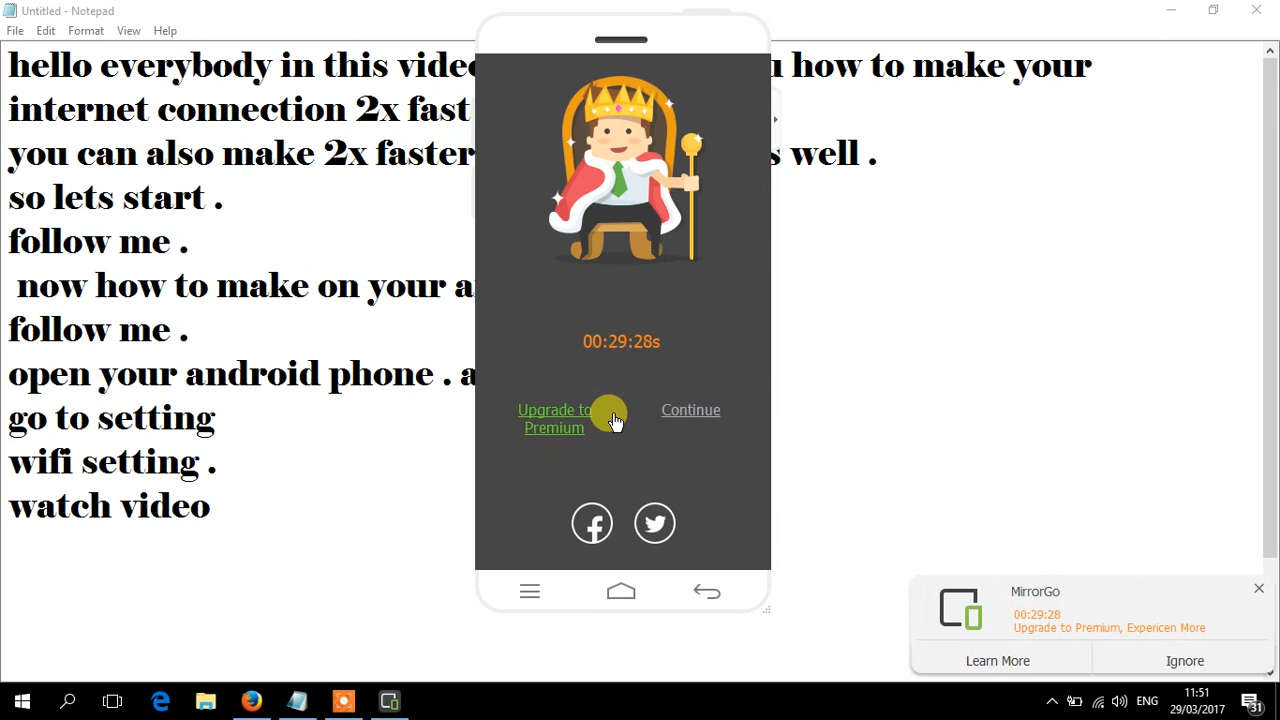 Untitled - Notepad
File Edit Format View Help
hello everybody in this video how to make your
internet connection 2x fast
you can also make 2x faster well .
so lets start .
follow me .
now how to make on your a
follow me .
open your android phone . a
go to setting
wifi setting .
watch video
00:29:28s
Upgrade to
Premium
Continue
MirrorGo
00:29:28
Upgrade to Premium, Expericen More
Learn More Ignore
ENG
11:51
29/03/2017
31